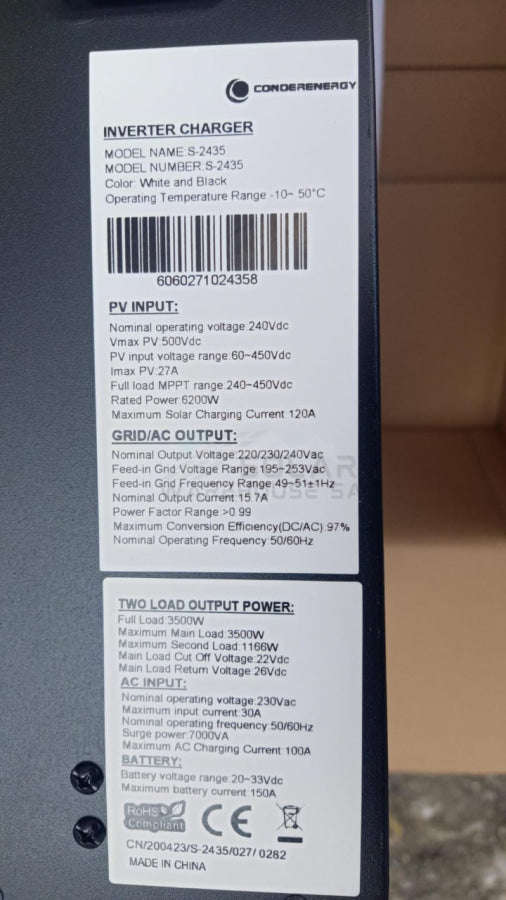 CONDERENERGY
INVERTER CHARGER
MODEL NAME:S-2435
MODEL NUMBER:S-2435
Color: White and Black
Operating Temperature Range -10~ 50°C
6060271024358
PV INPUT:
Nominal operating voltage:240Vdc
Vmax PV:500Vdc
PV input voltage range 60~450Vdc
Imax PV:27A
Full load MPPT range:240~450Vdc
Rated Power:6200W
Maximum Solar Charging Current:120A
GRID/AC OUTPUT:
Nominal Output Voltage:220/230/240Vac
Feed-in Grid Voltage Range:195~253Vac
Feed-in Grid Frequency Range:49~51±1Hz
Nominal Output Current:15.7A
Power Factor Range:>0.99
Maximum Conversion Efficiency(DC/AC):97%
Nominal Operating Frequency:50/60Hz
TWO LOAD OUTPUT POWER:
Full Load:3500W
Maximum Main Load:3500W
Maximum Second Load:1166W
Main Load Cut Off Voltage:22Vdc
Main Load Return Voltage:26Vdc
AC INPUT:
Nominal operating voltage:230Vac
Maximum input current:30A
Nominal operating frequency:50/60Hz
Surge power:7000VA
Maximum AC Charging Current:100A
BATTERY:
Battery voltage range:20~33Vdc
Maximum battery current:150A
RoHS
Compliant
CE
CN/200423/S-2435/027/ 0282
MADE IN CHINA